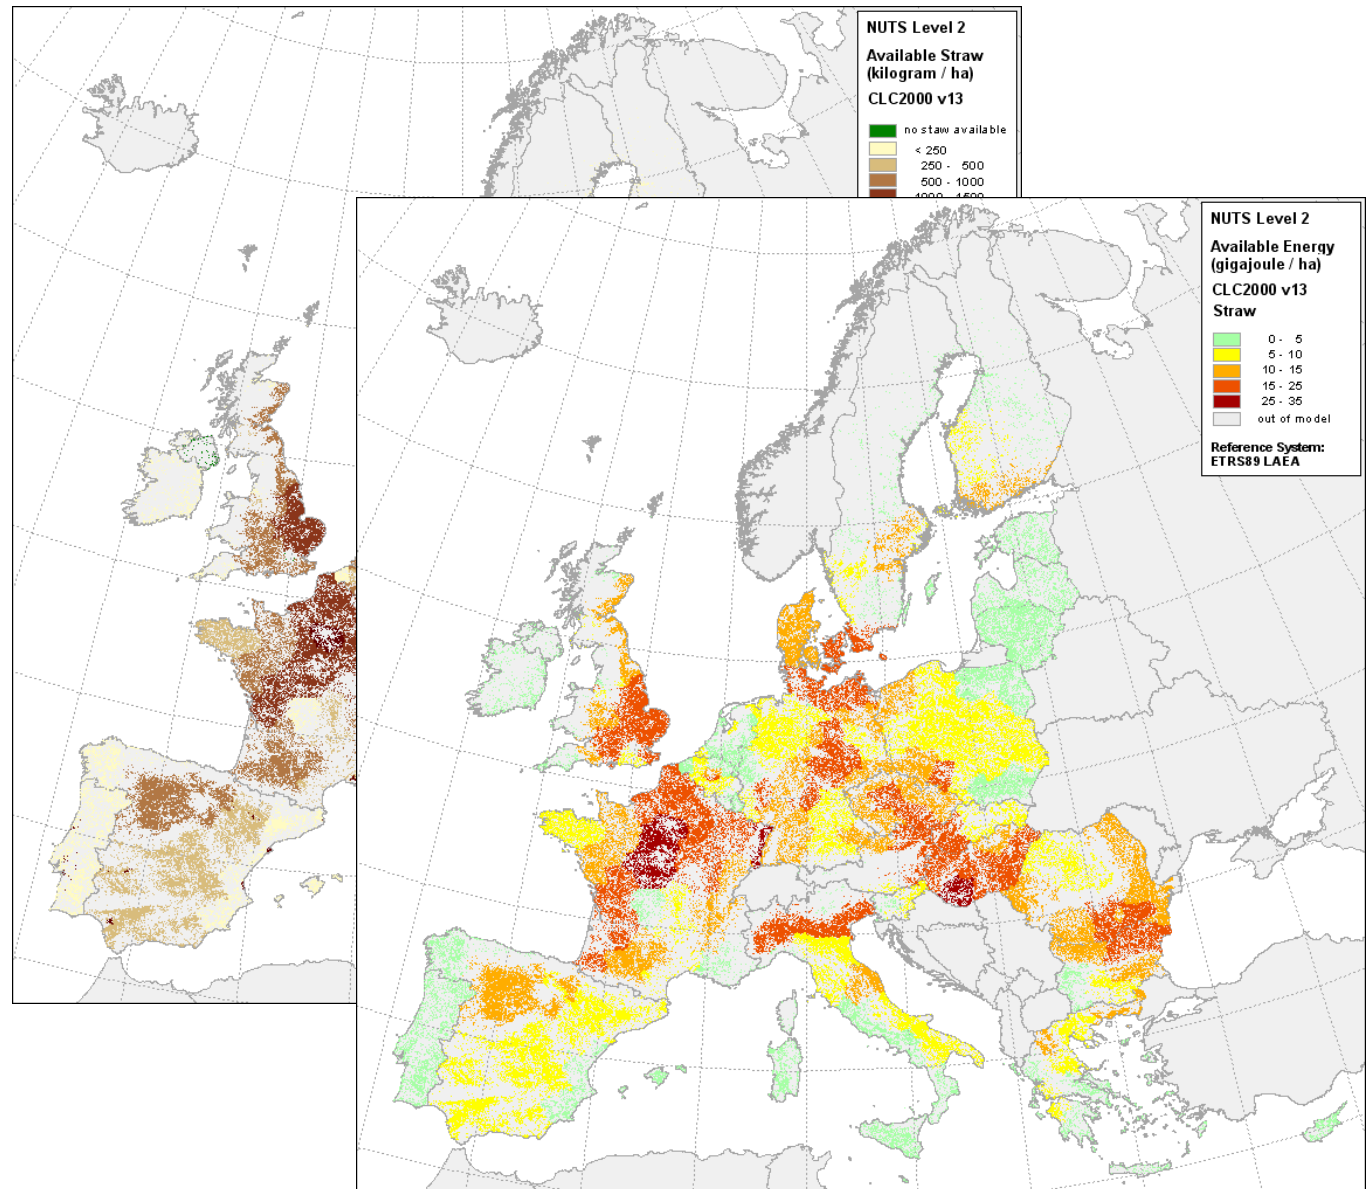 NUTS Level 2
Available Straw
(kilogram / ha)
CLC2000 v13
no staw available
< 250
250 - 500
500 - 1000
1000 - 1500
NUTS Level 2
Available Energy
(gigajoule / ha)
CLC2000 v13
Straw
0 - 5
5 - 10
10 - 15
15 - 25
25 - 35
out of model
Reference System:
ETRS89 LAEA